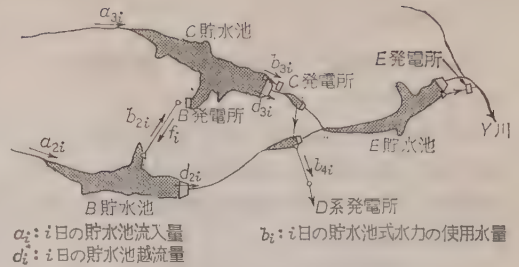 a3i
C貯水池
b3i
C発電所
d3i
E発電所
b2i
B発電所
fi
a2i
d2i
B貯水池
b4i
E貯水池
Y川
D系発電所
ai:i日の貯水池流入量
bi:i日の貯水池式水力の使用水量
di:i日の貯水池越流量